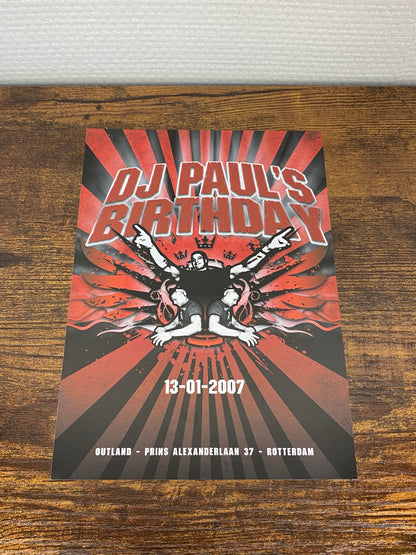 DJ PAUL'S
BIRTHDAY
13-01-2007
OUTLAND - PRINS ALEXANDERLAAN 37 - ROTTERDAM